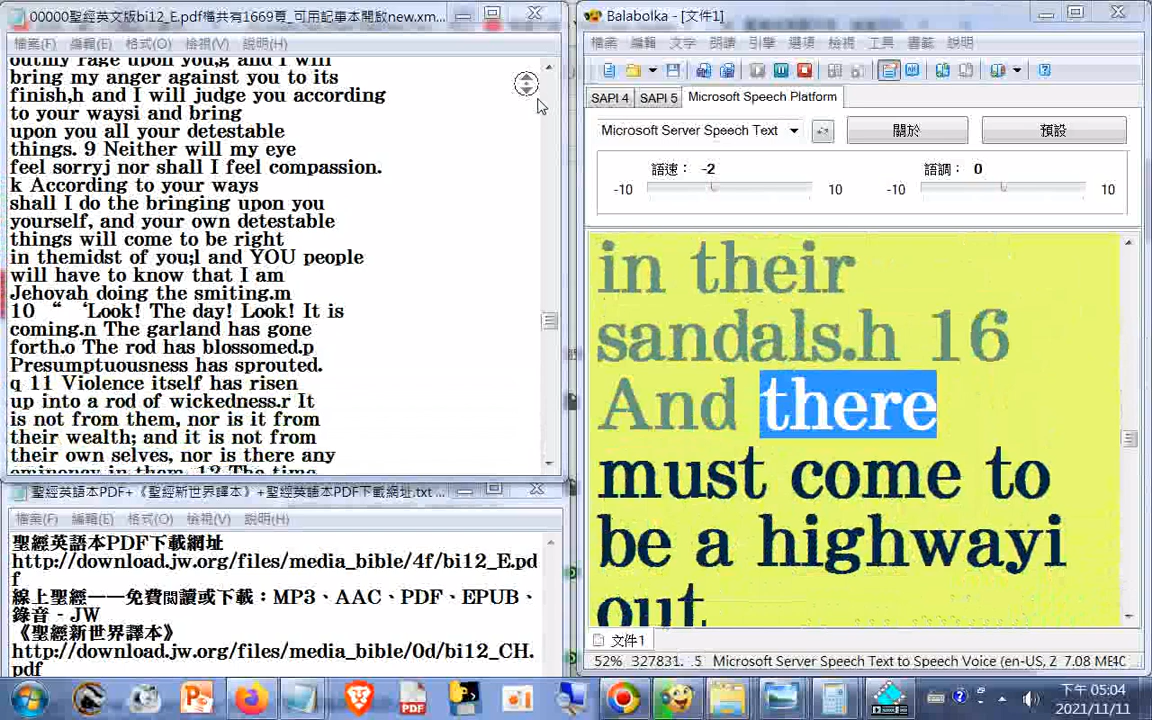 00000聖經英文版bi12_E.pdf檔共有1669頁_可用記事本開啟new.xm...
檔案(F) 編輯(E) 格式(O) 檢視(V) 說明(H)
outmy rage upon you,g and I will
bring my anger against you to its
finish,h and I will judge you according
to your waysi and bring
upon you all your detestable
things. 9 Neither will my eye
feel sorryj nor shall I feel compassion.
k According to your ways
shall I do the bringing upon you
yourself, and your own detestable
things will come to be right
in themidst of you;l and YOU people
will have to know that I am
Jehovah doing the smiting.m
10 “ ‘Look! The day! Look! It is
coming.n The garland has gone
forth.o The rod has blossomed.p
Presumptuousness has sprouted.
q 11 Violence itself has risen
up into a rod of wickedness.r It
is not from them, nor is it from
their wealth; and it is not from
their own selves, nor is there any
eminency in them. 12 The time
聖經英語本PDF+《聖經新世界譯本》+聖經英語本PDF下載網址.txt ...
檔案(F) 編輯(E) 格式(O) 檢視(V) 說明(H)
聖經英語本PDF下載網址
http://download.jw.org/files/media_bible/4f/bi12_E.pd
f
線上聖經——免費閱讀或下載：MP3、AAC、PDF、EPUB、
錄音 - JW
《聖經新世界譯本》
http://download.jw.org/files/media_bible/0d/bi12_CH.
pdf
Balabolka - [文件1]
檔案 編輯 文字 朗讀 引擎 選項 檢視 工具 書籤 說明
SAPI 4 SAPI 5 Microsoft Speech Platform
Microsoft Server Speech Text 關於 預設
語速： -2 語調： 0
-10 10 -10 10
in their
sandals.h 16
And there
must come to
be a highwayi
out
文件1
52% 327831. 5 Microsoft Server Speech Text to Speech Voice (en-US, Z 7.08 ME
下午 05:04
2021/11/11